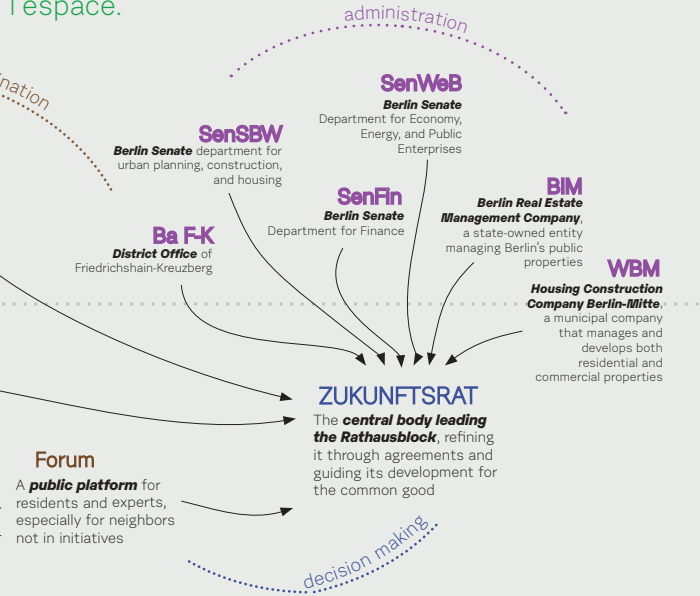 espace.
administration
SenWeB
Berlin Senate
Department for Economy,
Energy, and Public
Enterprises
SenSBW
Berlin Senate department for
urban planning, construction,
and housing
BIM
Berlin Real Estate
Management Company,
a state-owned entity
managing Berlin's public
properties
SenFin
Berlin Senate
Department for Finance
Ba F-K
District Office of
Friedrichshain-Kreuzberg
WBM
Housing Construction
Company Berlin-Mitte,
a municipal company
that manages and
develops both
residential and
commercial properties
ZUKUNFTSRAT
The central body leading
the Rathausblock, refining
it through agreements and
guiding its development for
the common good
Forum
A public platform for
residents and experts,
especially for neighbors
not in initiatives
decision making